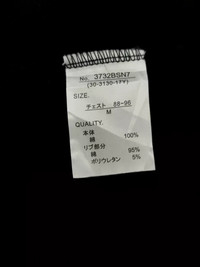 No. 3732BSN7
(30-3130-17Y)
SIZE.
チェスト 88-96
M
QUALITY.
本体
綿 100%
リブ部分
綿 95%
ポリウレタン 5%